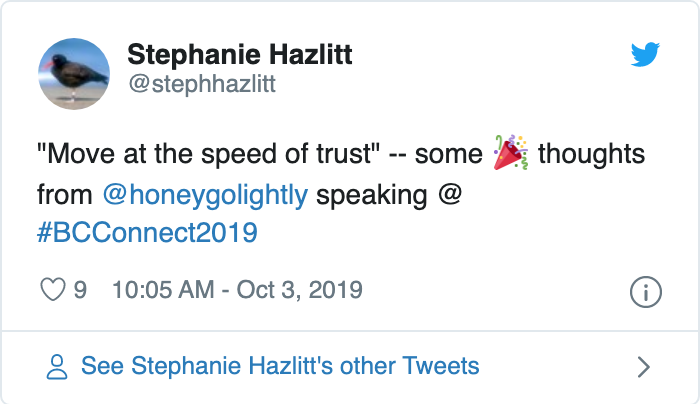 Stephanie Hazlitt
@stephhazlitt
"Move at the speed of trust" -- some 🎉 thoughts
from @honeygolightly speaking @
#BCConnect2019
9 10:05 AM - Oct 3, 2019
See Stephanie Hazlitt's other Tweets